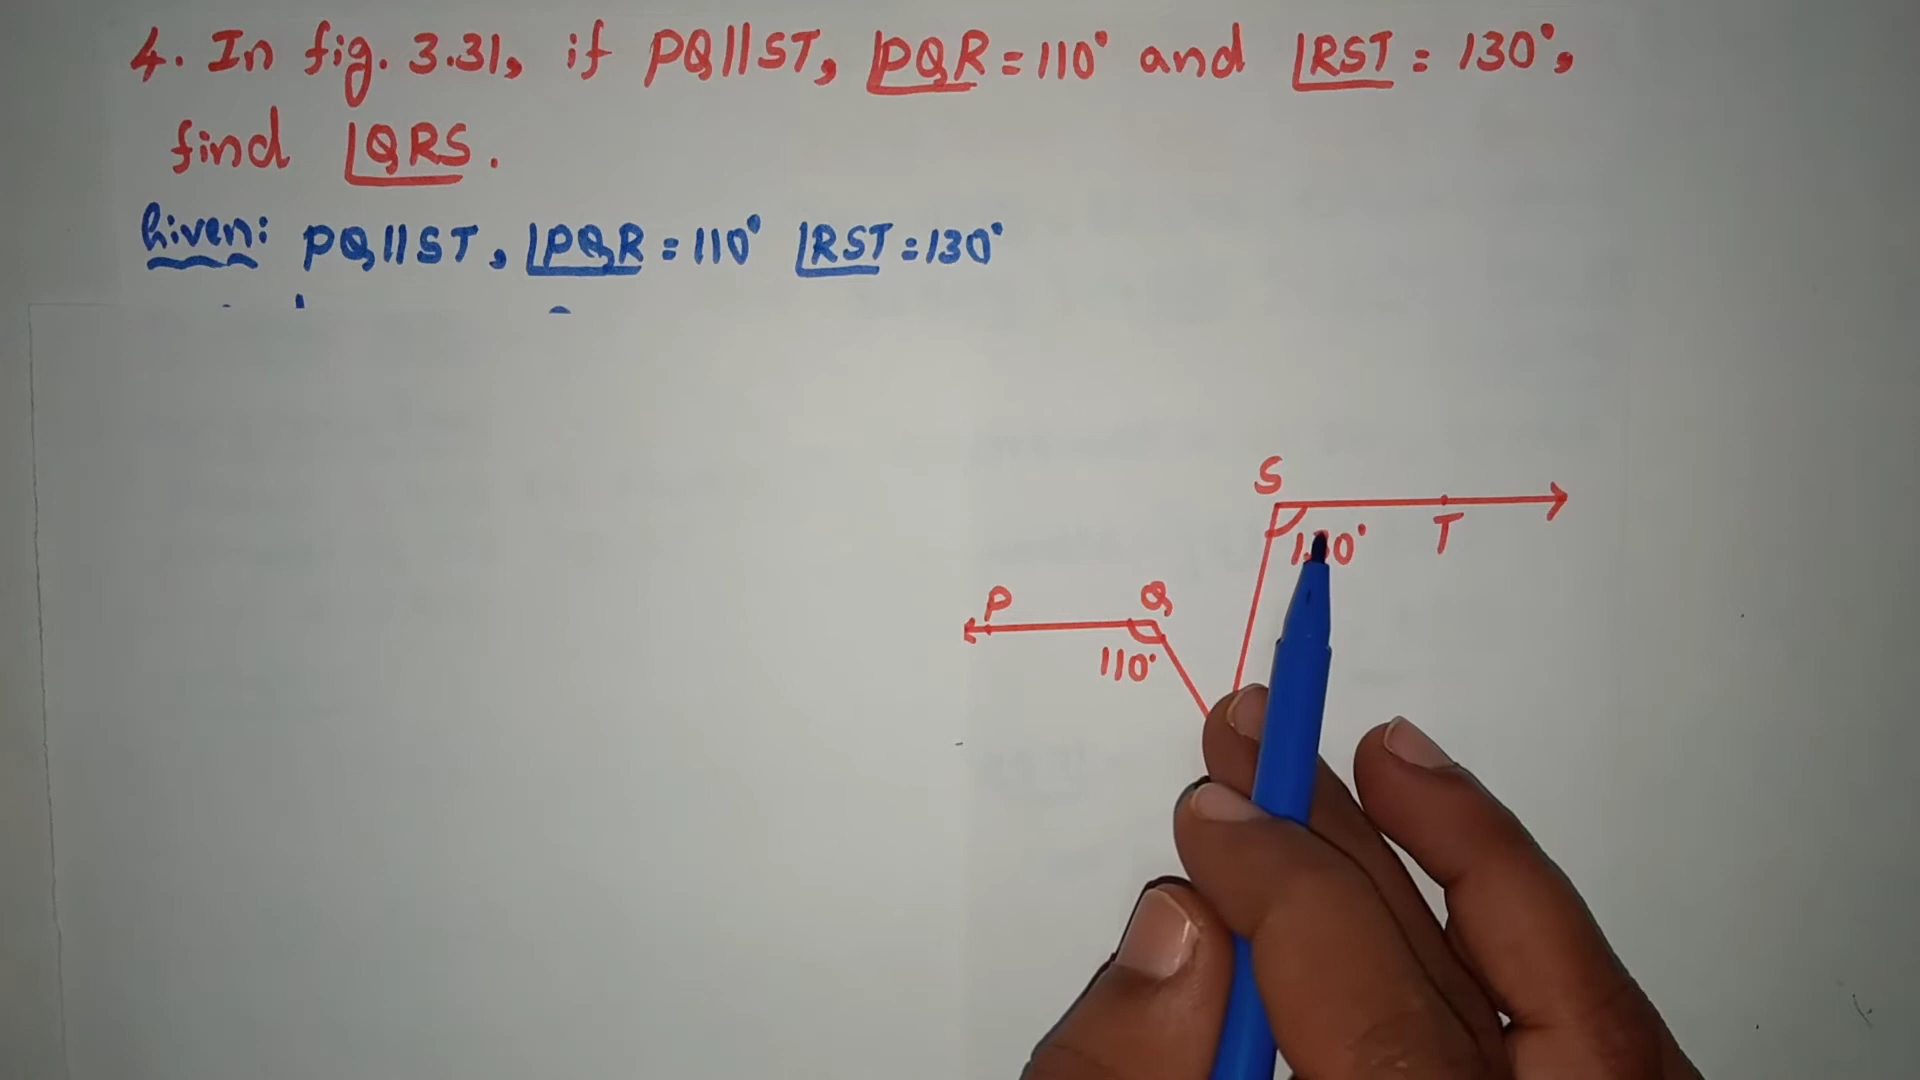 4. In fig. 3.31, if PQ||ST, ∠PQR = 110° and ∠RST = 130°,
find ∠QRS.
Given: PQ||ST, ∠PQR = 110° ∠RST = 130°
S
T
P Q
110°